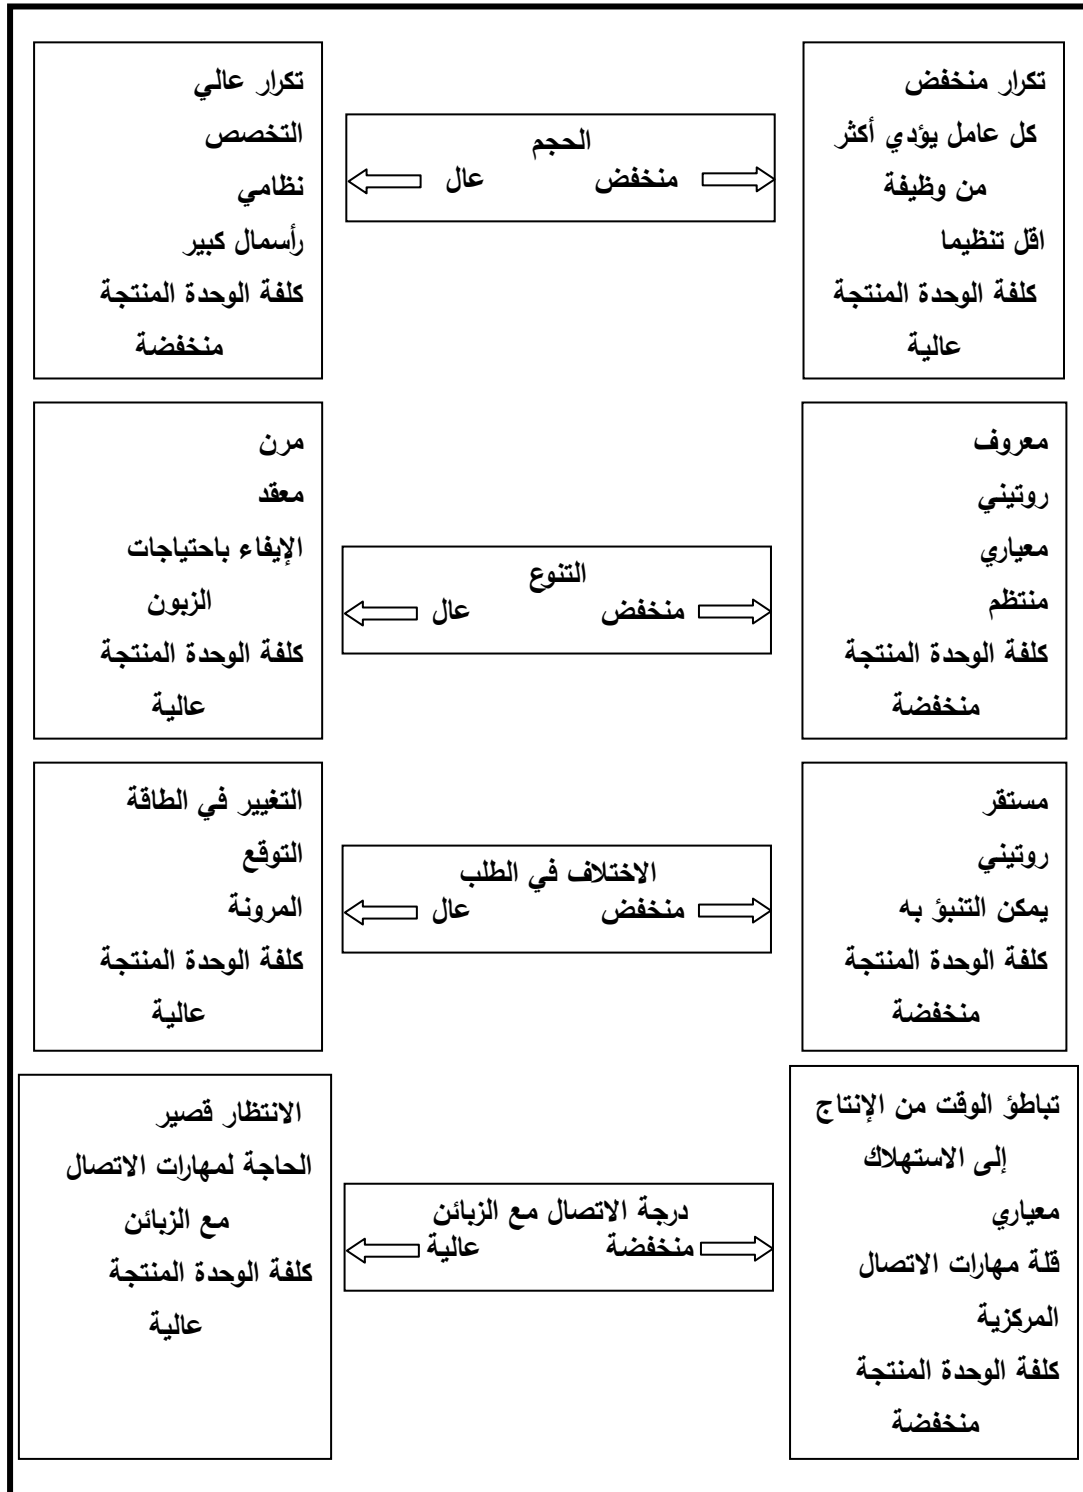 تكرار منخفض
كل عامل يؤدي أكثر
من وظيفة
اقل تنظيما
كلفة الوحدة المنتجة
عالية
الحجم
منخفض عال
تكرار عالي
التخصص
نظامي
رأسمال كبير
كلفة الوحدة المنتجة
منخفضة
معروف
روتيني
معياري
منتظم
كلفة الوحدة المنتجة
منخفضة
التنوع
منخفض عال
مرن
معقد
الإيفاء باحتياجات
الزبون
كلفة الوحدة المنتجة
عالية
مستقر
روتيني
يمكن التنبؤ به
كلفة الوحدة المنتجة
منخفضة
الاختلاف في الطلب
منخفض عال
التغيير في الطاقة
التوقع
المرونة
كلفة الوحدة المنتجة
عالية
تباطؤ الوقت من الإنتاج
إلى الاستهلاك
معياري
قلة مهارات الاتصال
المركزية
كلفة الوحدة المنتجة
منخفضة
درجة الاتصال مع الزبائن
منخفضة عالية
الانتظار قصير
الحاجة لمهارات الاتصال
مع الزبائن
كلفة الوحدة المنتجة
عالية